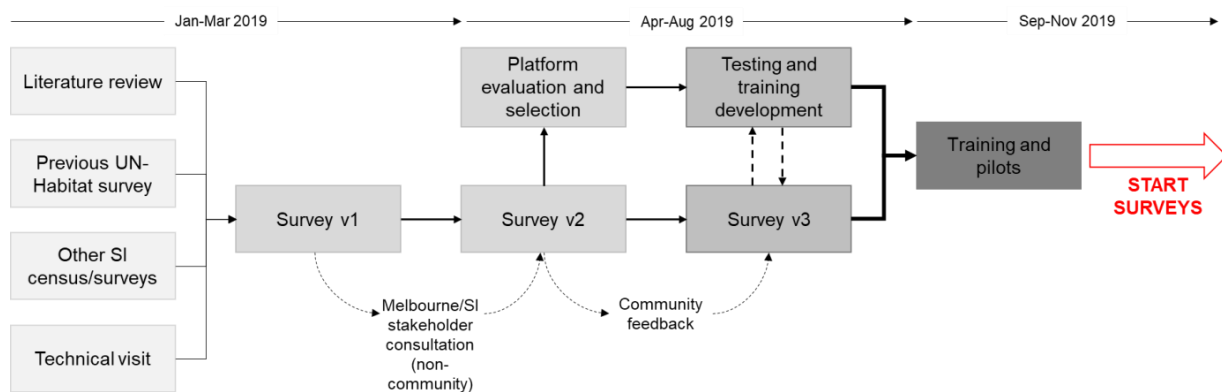 Jan-Mar 2019
Apr-Aug 2019
Sep-Nov 2019
Literature review
Previous UN-
Habitat survey
Other SI
census/surveys
Technical visit
Survey v1
Melbourne/SI
stakeholder
consultation
(non-
community)
Platform
evaluation and
selection
Survey v2
Community
feedback
Testing and
training
development
Survey v3
Training and
pilots
START
SURVEYS